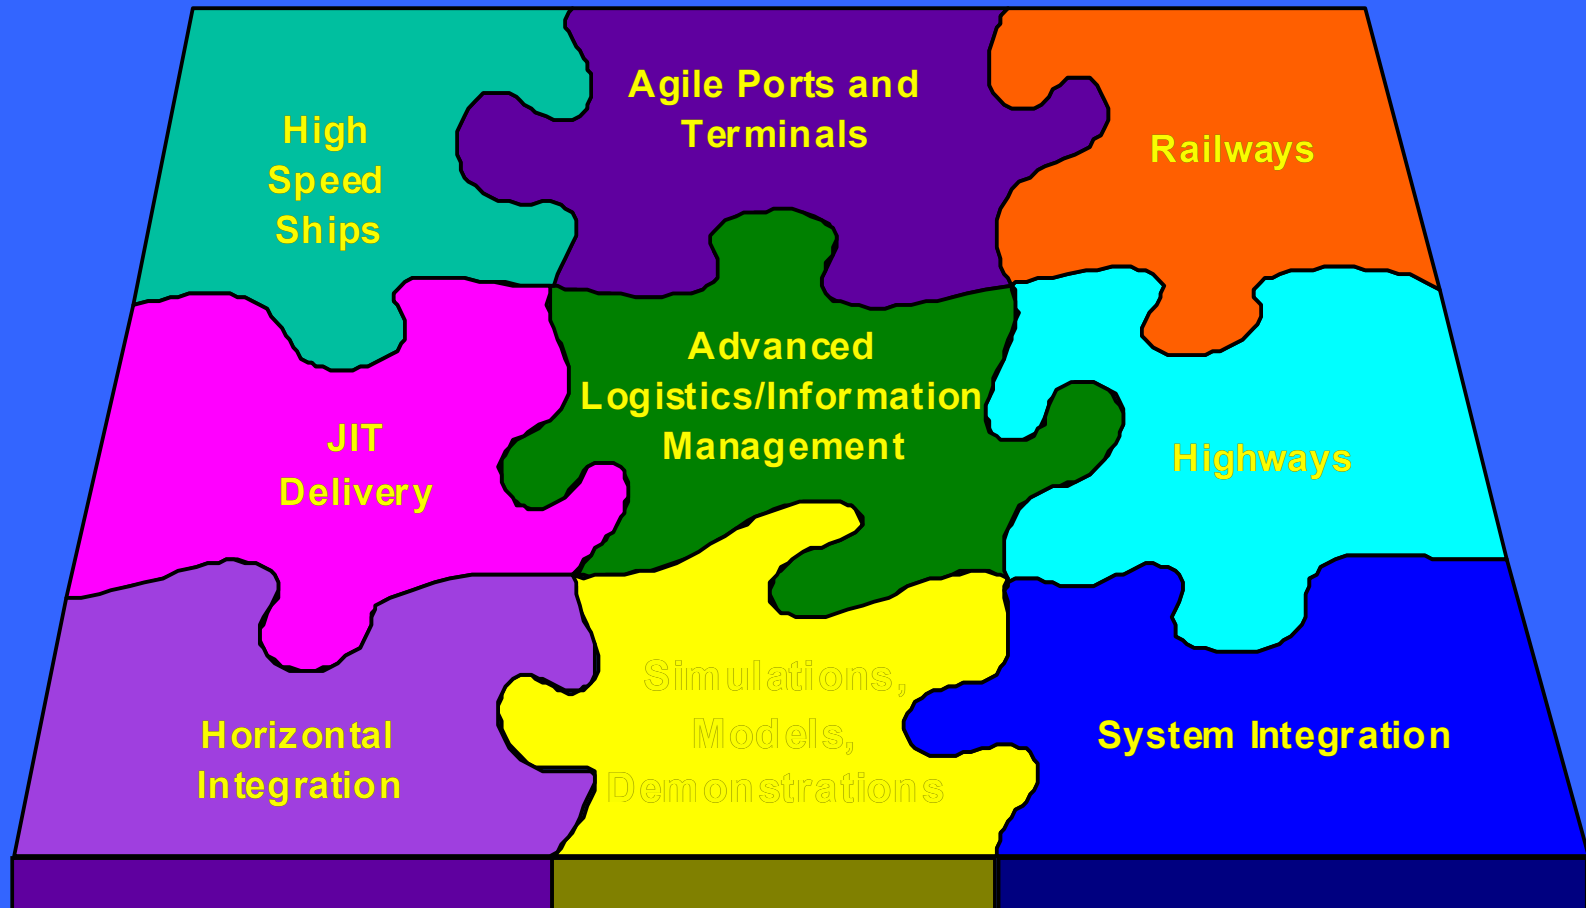 High
Speed
Ships
Agile Ports and
Terminals
Railways
JIT
Delivery
Advanced
Logistics/Information
Management
Highways
Horizontal
Integration
Simulations,
Models,
Demonstrations
System Integration